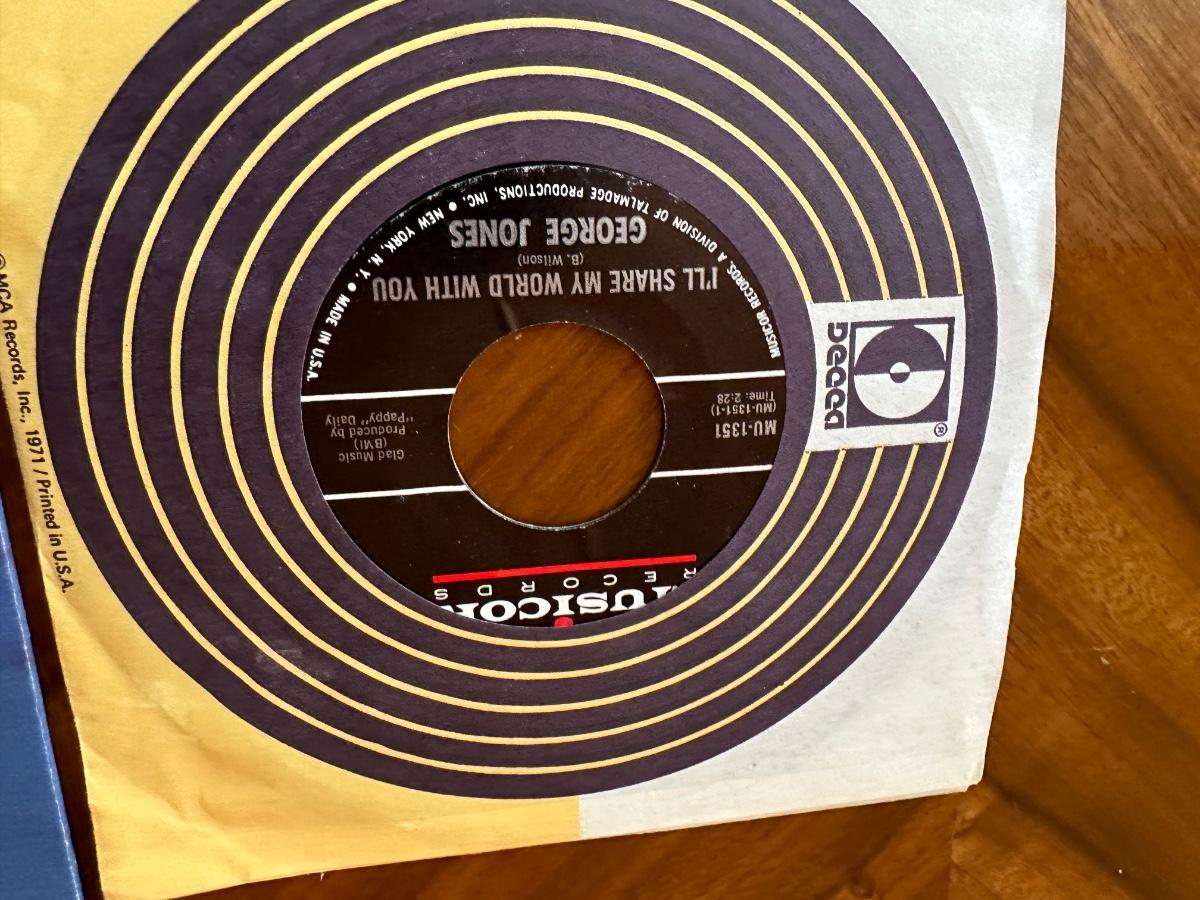 MUSICOR
RECORDS
MU-1351
(MU-1351-1)
Time: 2:28
Glad Music
(BMI)
Produced by
"Pappy" Daily
I'LL SHARE MY WORLD WITH YOU
(B. Wilson)
GEORGE JONES
MUSICOR RECORDS, A DIVISION OF TALMADGE PRODUCTIONS, INC. • NEW YORK, N. Y. • MADE IN U.S.A.
DECCA
®
©MCA Records, Inc., 1971 / Printed in U.S.A.